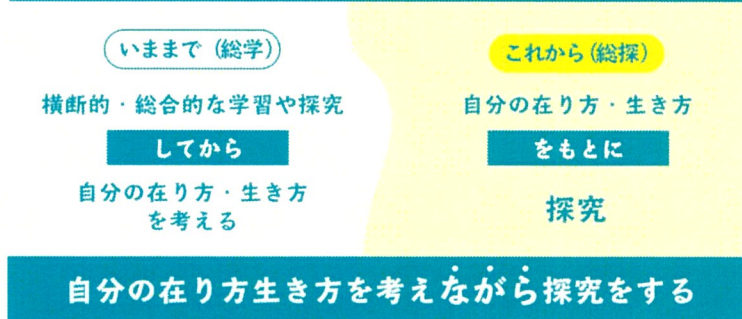 いままで（総学）
横断的・総合的な学習や探究
してから
自分の在り方・生き方
を考える
これから（総探）
自分の在り方・生き方
をもとに
探究
自分の在り方生き方を考えながら探究をする